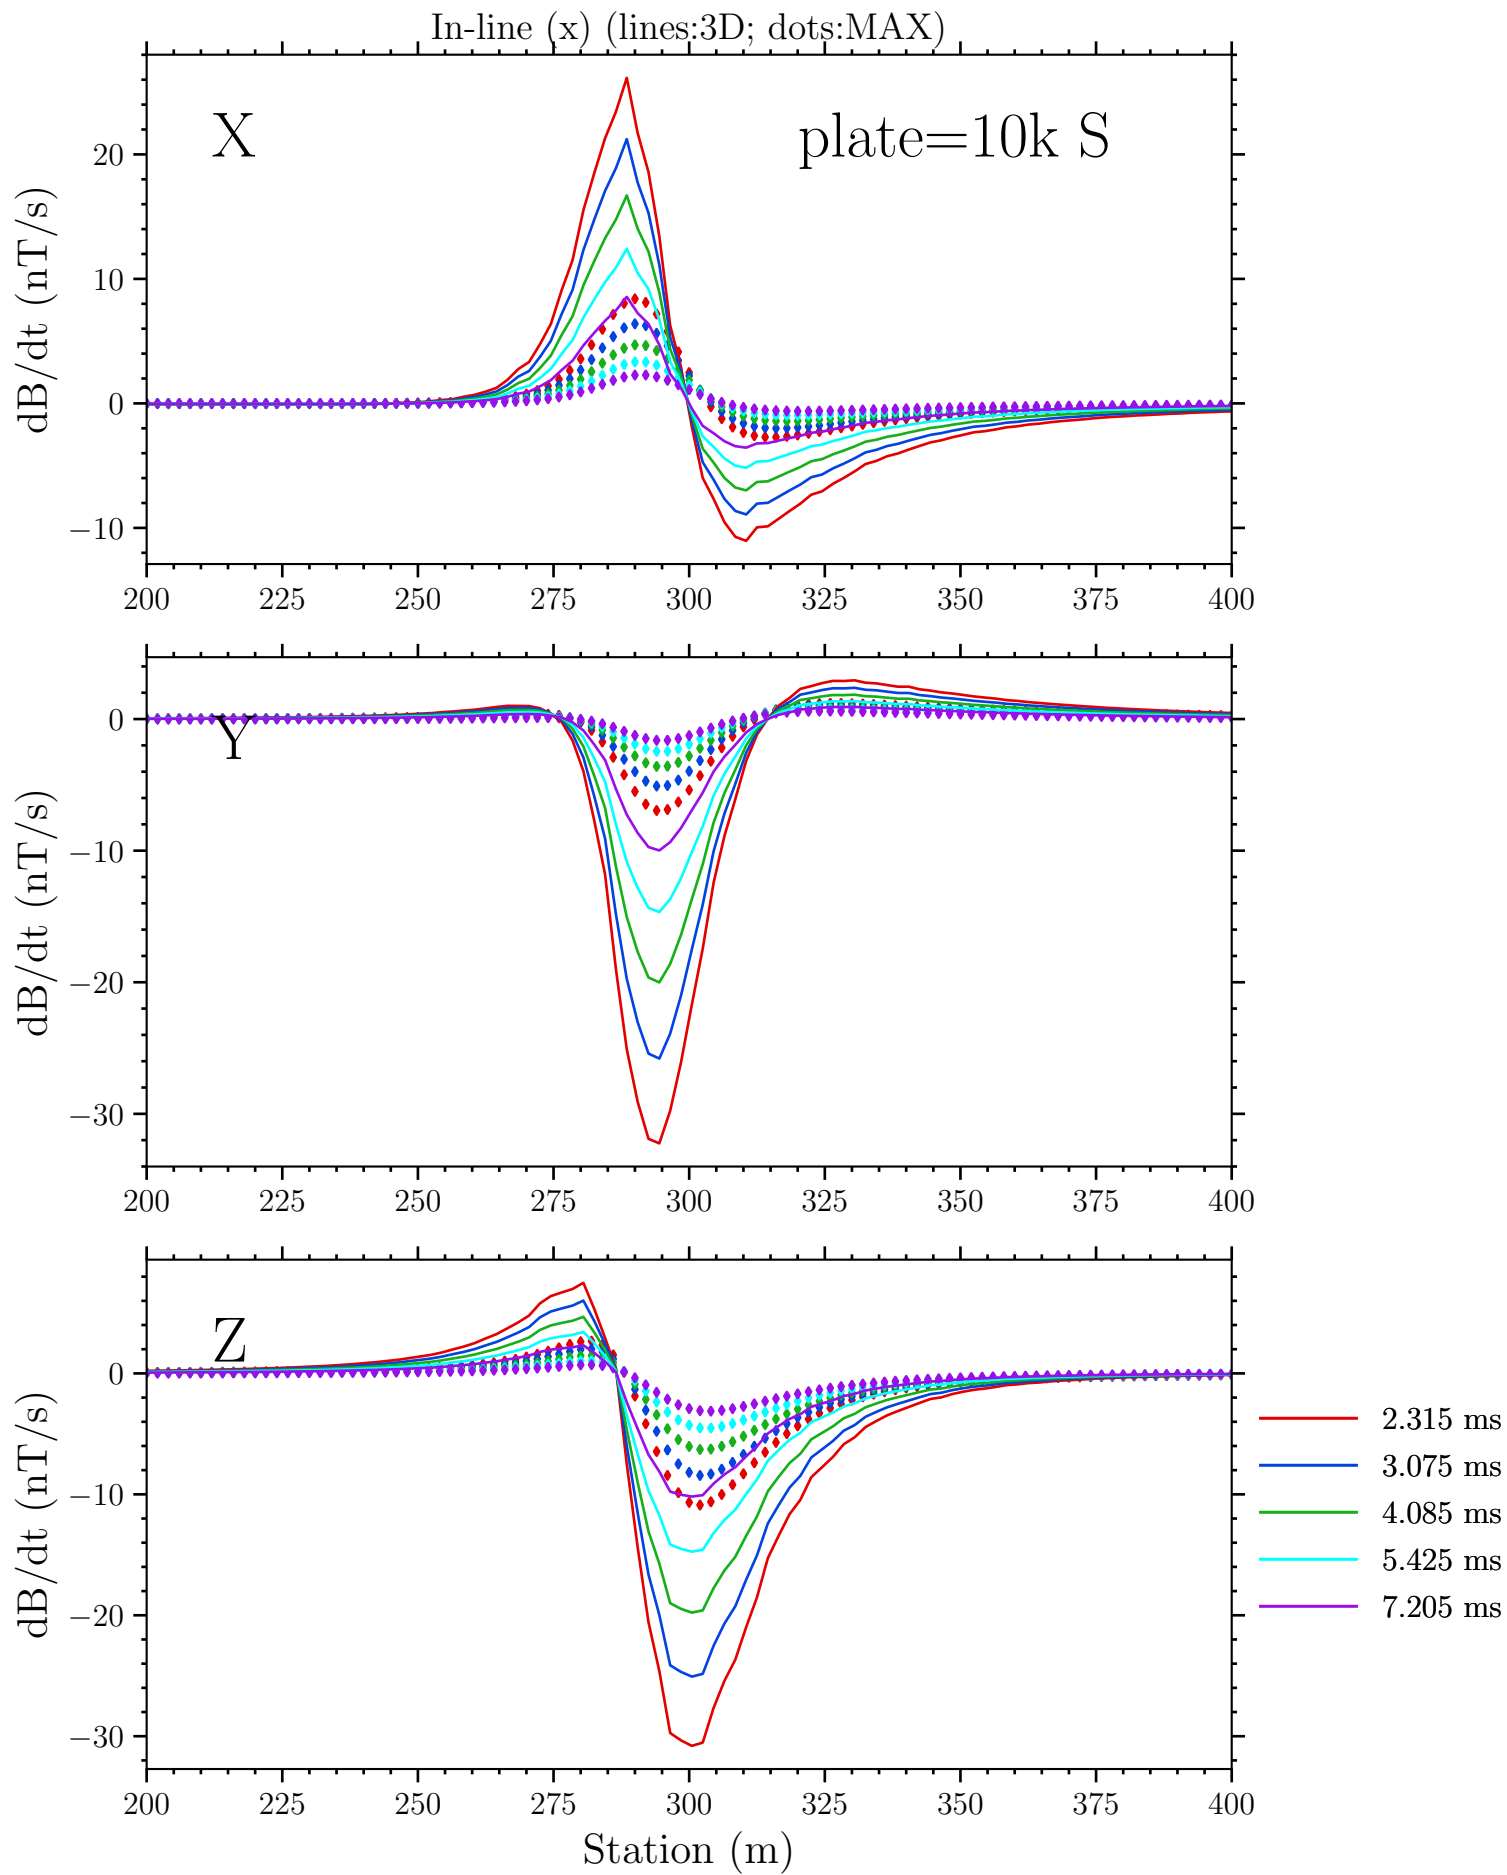 In-line (x) (lines:3D; dots:MAX)
X
plate=10k S
dB/dt (nT/s)
20
10
0
−10
200 225 250 275 300 325 350 375 400
Y
dB/dt (nT/s)
0
−10
−20
−30
200 225 250 275 300 325 350 375 400
Z
dB/dt (nT/s)
0
−10
−20
−30
200 225 250 275 300 325 350 375 400
Station (m)
2.315 ms
3.075 ms
4.085 ms
5.425 ms
7.205 ms